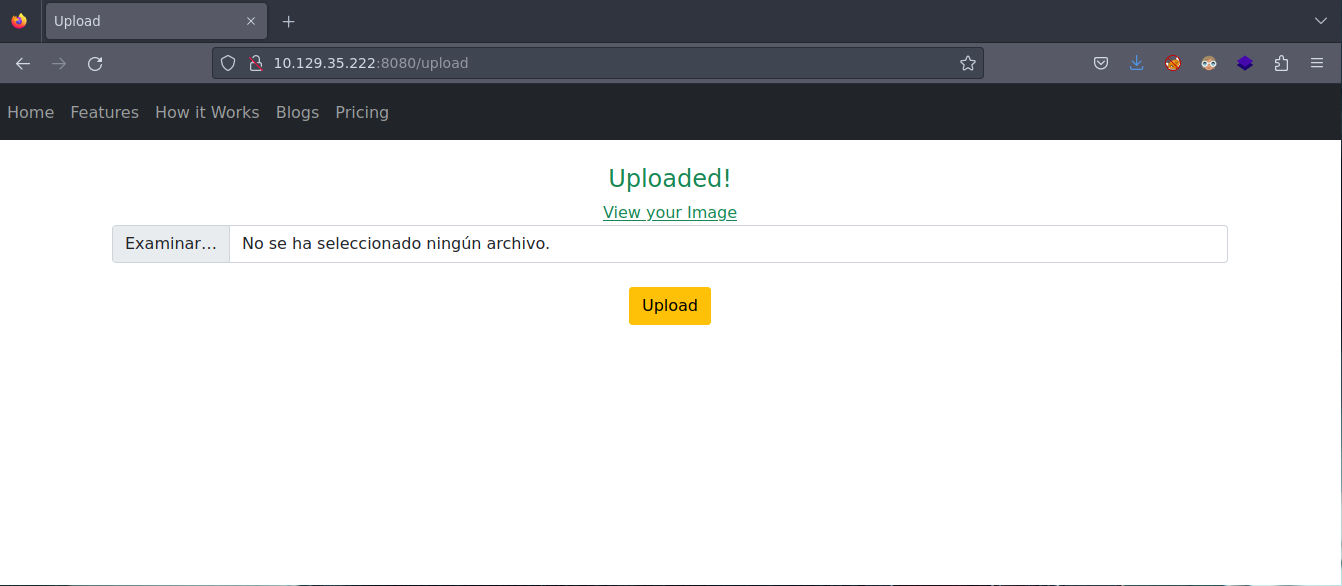 Upload
10.129.35.222:8080/upload
Home Features How it Works Blogs Pricing
Uploaded!
View your Image
Examinar... No se ha seleccionado ningún archivo.
Upload